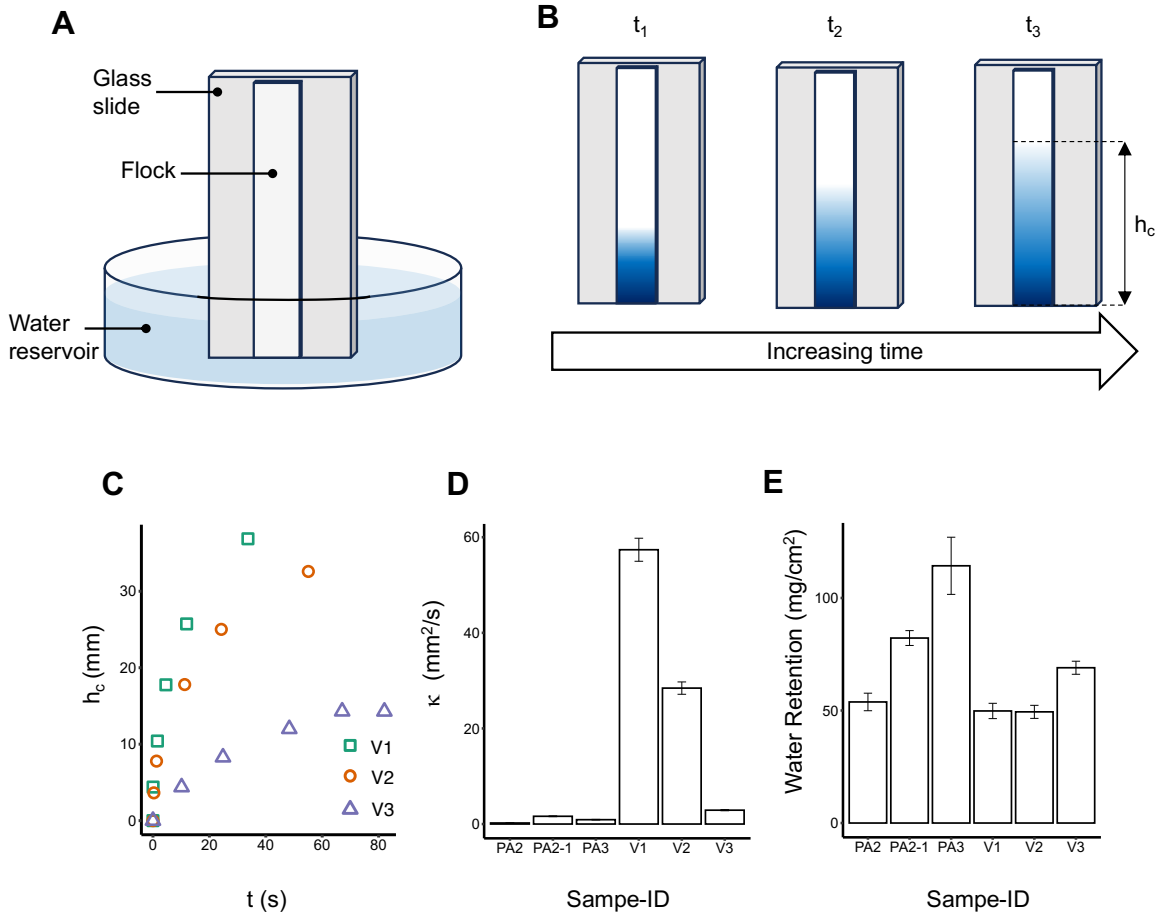 A
Glass
slide
Flock
Water
reservoir
B
t1
t2
t3
hc
Increasing time
C
hc (mm)
30
20
10
0
V1
V2
V3
0 20 40 60 80
t (s)
D
κ (mm2/s)
60
40
20
0
PA2 PA2-1 PA3 V1 V2 V3
Sampe-ID
E
Water Retention (mg/cm2)
100
50
0
PA2 PA2-1 PA3 V1 V2 V3
Sampe-ID